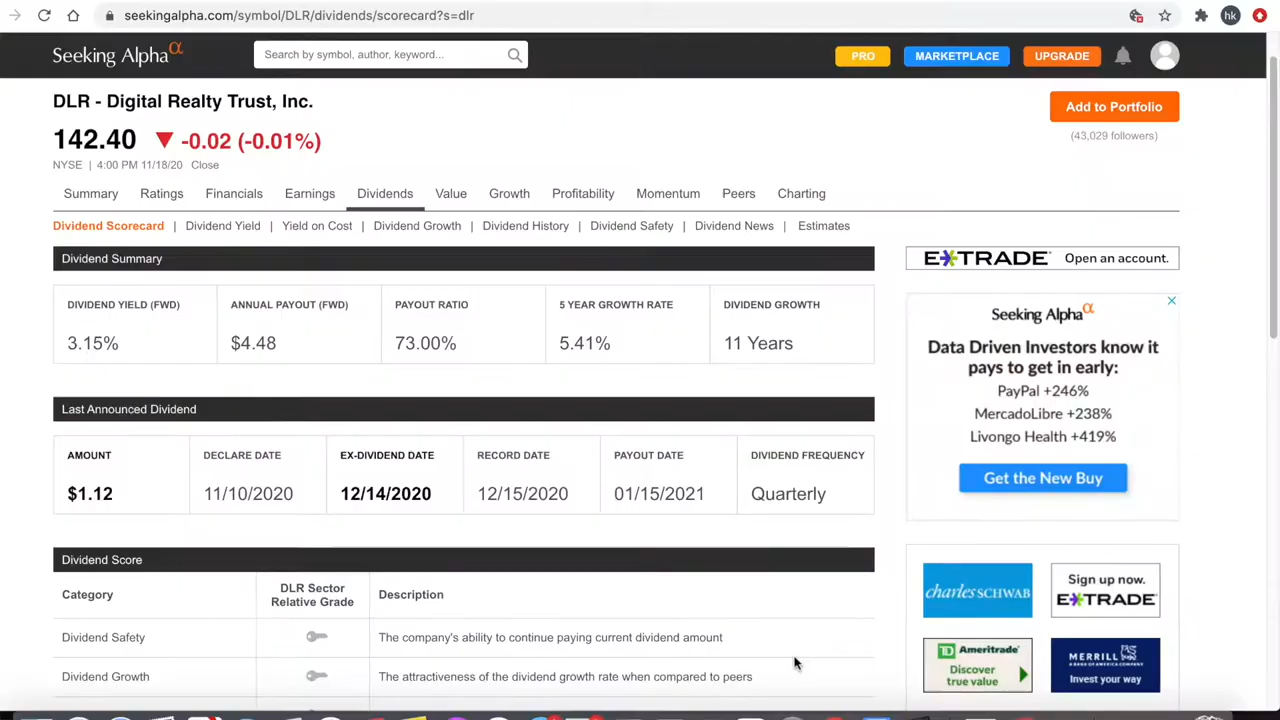 seekingalpha.com/symbol/DLR/dividends/scorecard?s=dlr
hk
Seeking Alpha α
Search by symbol, author, keyword...
PRO
MARKETPLACE
UPGRADE
DLR - Digital Realty Trust, Inc.
Add to Portfolio
142.40 ▼ -0.02 (-0.01%)
(43,029 followers)
NYSE | 4:00 PM 11/18/20 Close
Summary Ratings Financials Earnings Dividends Value Growth Profitability Momentum Peers Charting
Dividend Scorecard | Dividend Yield | Yield on Cost | Dividend Growth | Dividend History | Dividend Safety | Dividend News | Estimates
Dividend Summary
DIVIDEND YIELD (FWD) ANNUAL PAYOUT (FWD) PAYOUT RATIO 5 YEAR GROWTH RATE DIVIDEND GROWTH
3.15% $4.48 73.00% 5.41% 11 Years
Last Announced Dividend
AMOUNT DECLARE DATE EX-DIVIDEND DATE RECORD DATE PAYOUT DATE DIVIDEND FREQUENCY
$1.12 11/10/2020 12/14/2020 12/15/2020 01/15/2021 Quarterly
Dividend Score
Category DLR Sector Relative Grade Description
Dividend Safety The company's ability to continue paying current dividend amount
Dividend Growth The attractiveness of the dividend growth rate when compared to peers
E*TRADE Open an account.
Seeking Alpha α
Data Driven Investors know it
pays to get in early:
PayPal +246%
MercadoLibre +238%
Livongo Health +419%
Get the New Buy
charles SCHWAB
Sign up now.
E*TRADE
TD Ameritrade
Discover
true value
MERRILL
A BANK OF AMERICA COMPANY
Invest your way